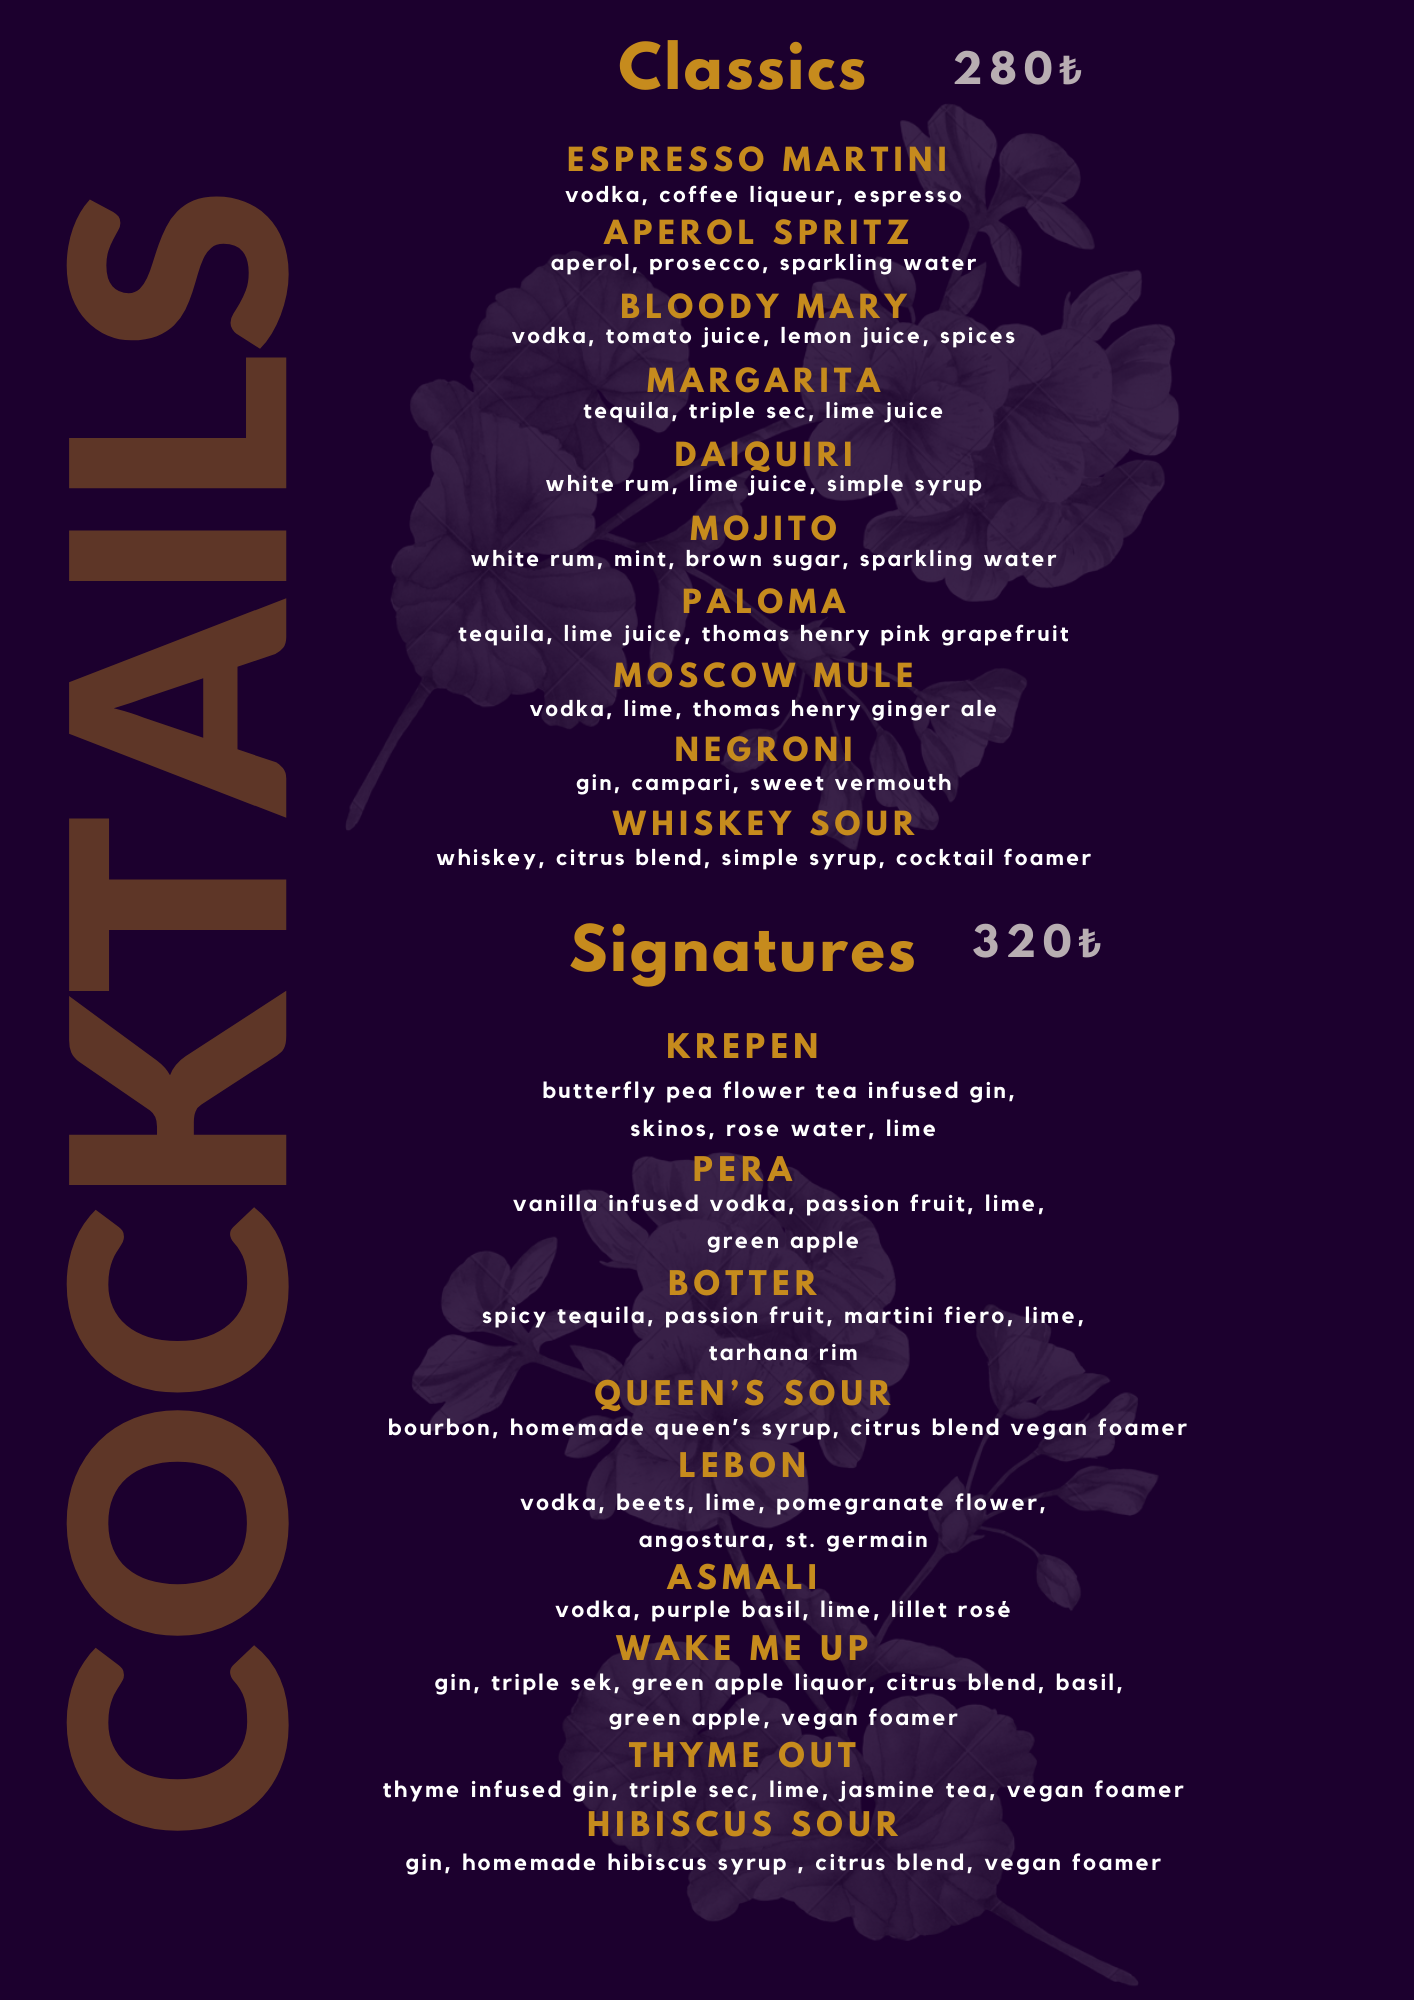 COCKTAILS
Classics 280₺
ESPRESSO MARTINI
vodka, coffee liqueur, espresso
APEROL SPRITZ
aperol, prosecco, sparkling water
BLOODY MARY
vodka, tomato juice, lemon juice, spices
MARGARITA
tequila, triple sec, lime juice
DAIQUIRI
white rum, lime juice, simple syrup
MOJITO
white rum, mint, brown sugar, sparkling water
PALOMA
tequila, lime juice, thomas henry pink grapefruit
MOSCOW MULE
vodka, lime, thomas henry ginger ale
NEGRONI
gin, campari, sweet vermouth
WHISKEY SOUR
whiskey, citrus blend, simple syrup, cocktail foamer
Signatures 320₺
KREPEN
butterfly pea flower tea infused gin,
skinos, rose water, lime
PERA
vanilla infused vodka, passion fruit, lime,
green apple
BOTTER
spicy tequila, passion fruit, martini fiero, lime,
tarhana rim
QUEEN’S SOUR
bourbon, homemade queen’s syrup, citrus blend vegan foamer
LEBON
vodka, beets, lime, pomegranate flower,
angostura, st. germain
ASMALI
vodka, purple basil, lime, lillet rosé
WAKE ME UP
gin, triple sek, green apple liquor, citrus blend, basil,
green apple, vegan foamer
THYME OUT
thyme infused gin, triple sec, lime, jasmine tea, vegan foamer
HIBISCUS SOUR
gin, homemade hibiscus syrup , citrus blend, vegan foamer